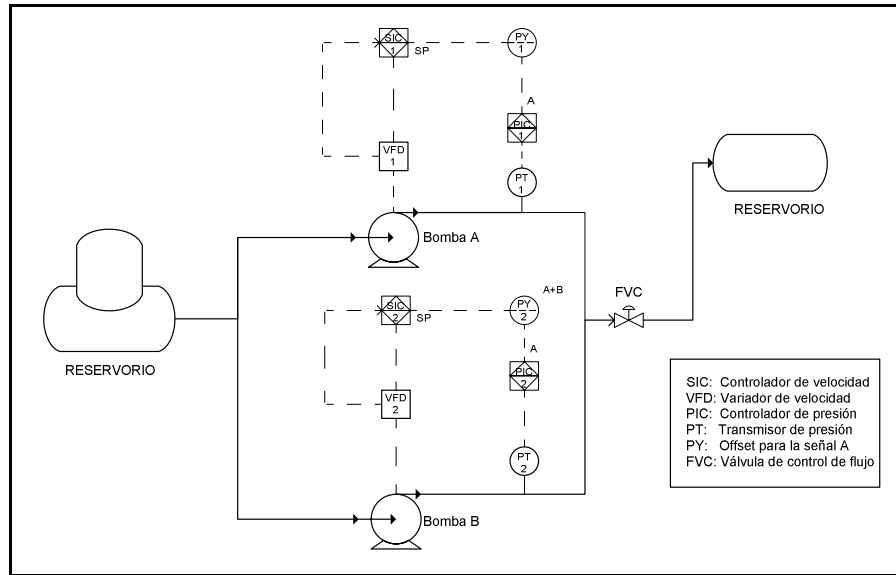 SIC
1
SP
PY
1
A
PIC
1
VFD
1
PT
1
Bomba A
RESERVORIO
RESERVORIO
A+B
SIC
2
SP
PY
2
FVC
A
PIC
2
VFD
2
PT
2
Bomba B
SIC: Controlador de velocidad
VFD: Variador de velocidad
PIC: Controlador de presión
PT: Transmisor de presión
PY: Offset para la señal A
FVC: Válvula de control de flujo